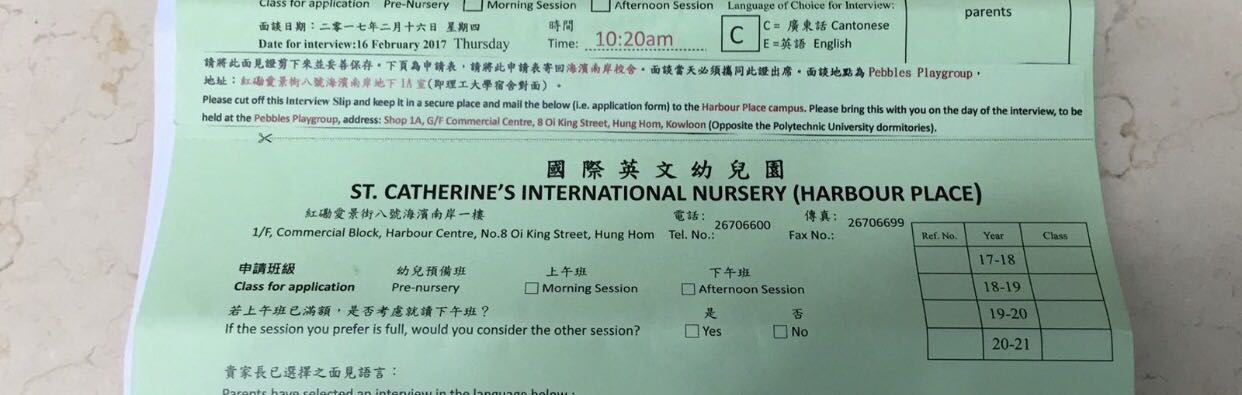 Class for application Pre-Nursery Morning Session Afternoon Session Language of Choice for Interview:
parents
面談日期：二零一七年二月十六日 星期四 時間 C C = 廣東話 Cantonese
Date for interview:16 February 2017 Thursday Time: 10:20am E =英語 English
請將此面見證剪下來並妥善保存。下頁為申請表，請將此申請表寄回海濱南岸校舍。面談當天必須攜同此證出席。面談地點為 Pebbles Playgroup，
地址：紅磡愛景街八號海濱南岸地下 1A 室(即理工大學宿舍對面)。
Please cut off this Interview Slip and keep it in a secure place and mail the below (i.e. application form) to the Harbour Place campus. Please bring this with you on the day of the interview, to be
held at the Pebbles Playgroup, address: Shop 1A, G/F Commercial Centre, 8 Oi King Street, Hung Hom, Kowloon (Opposite the Polytechnic University dormitories).
國際英文幼兒園
ST. CATHERINE'S INTERNATIONAL NURSERY (HARBOUR PLACE)
紅磡愛景街八號海濱南岸一樓 電話： 26706600 傳真： 26706699
1/F, Commercial Block, Harbour Centre, No.8 Oi King Street, Hung Hom Tel. No.: Fax No.:
Ref. No. Year Class
17-18
18-19
19-20
20-21
申請班級 幼兒預備班 上午班 下午班
Class for application Pre-nursery Morning Session Afternoon Session
若上午班已滿額，是否考慮就讀下午班？ 是 否
If the session you prefer is full, would you consider the other session? Yes No
貴家長已選擇之面見語言：
Parents have selected an interview in the language below :